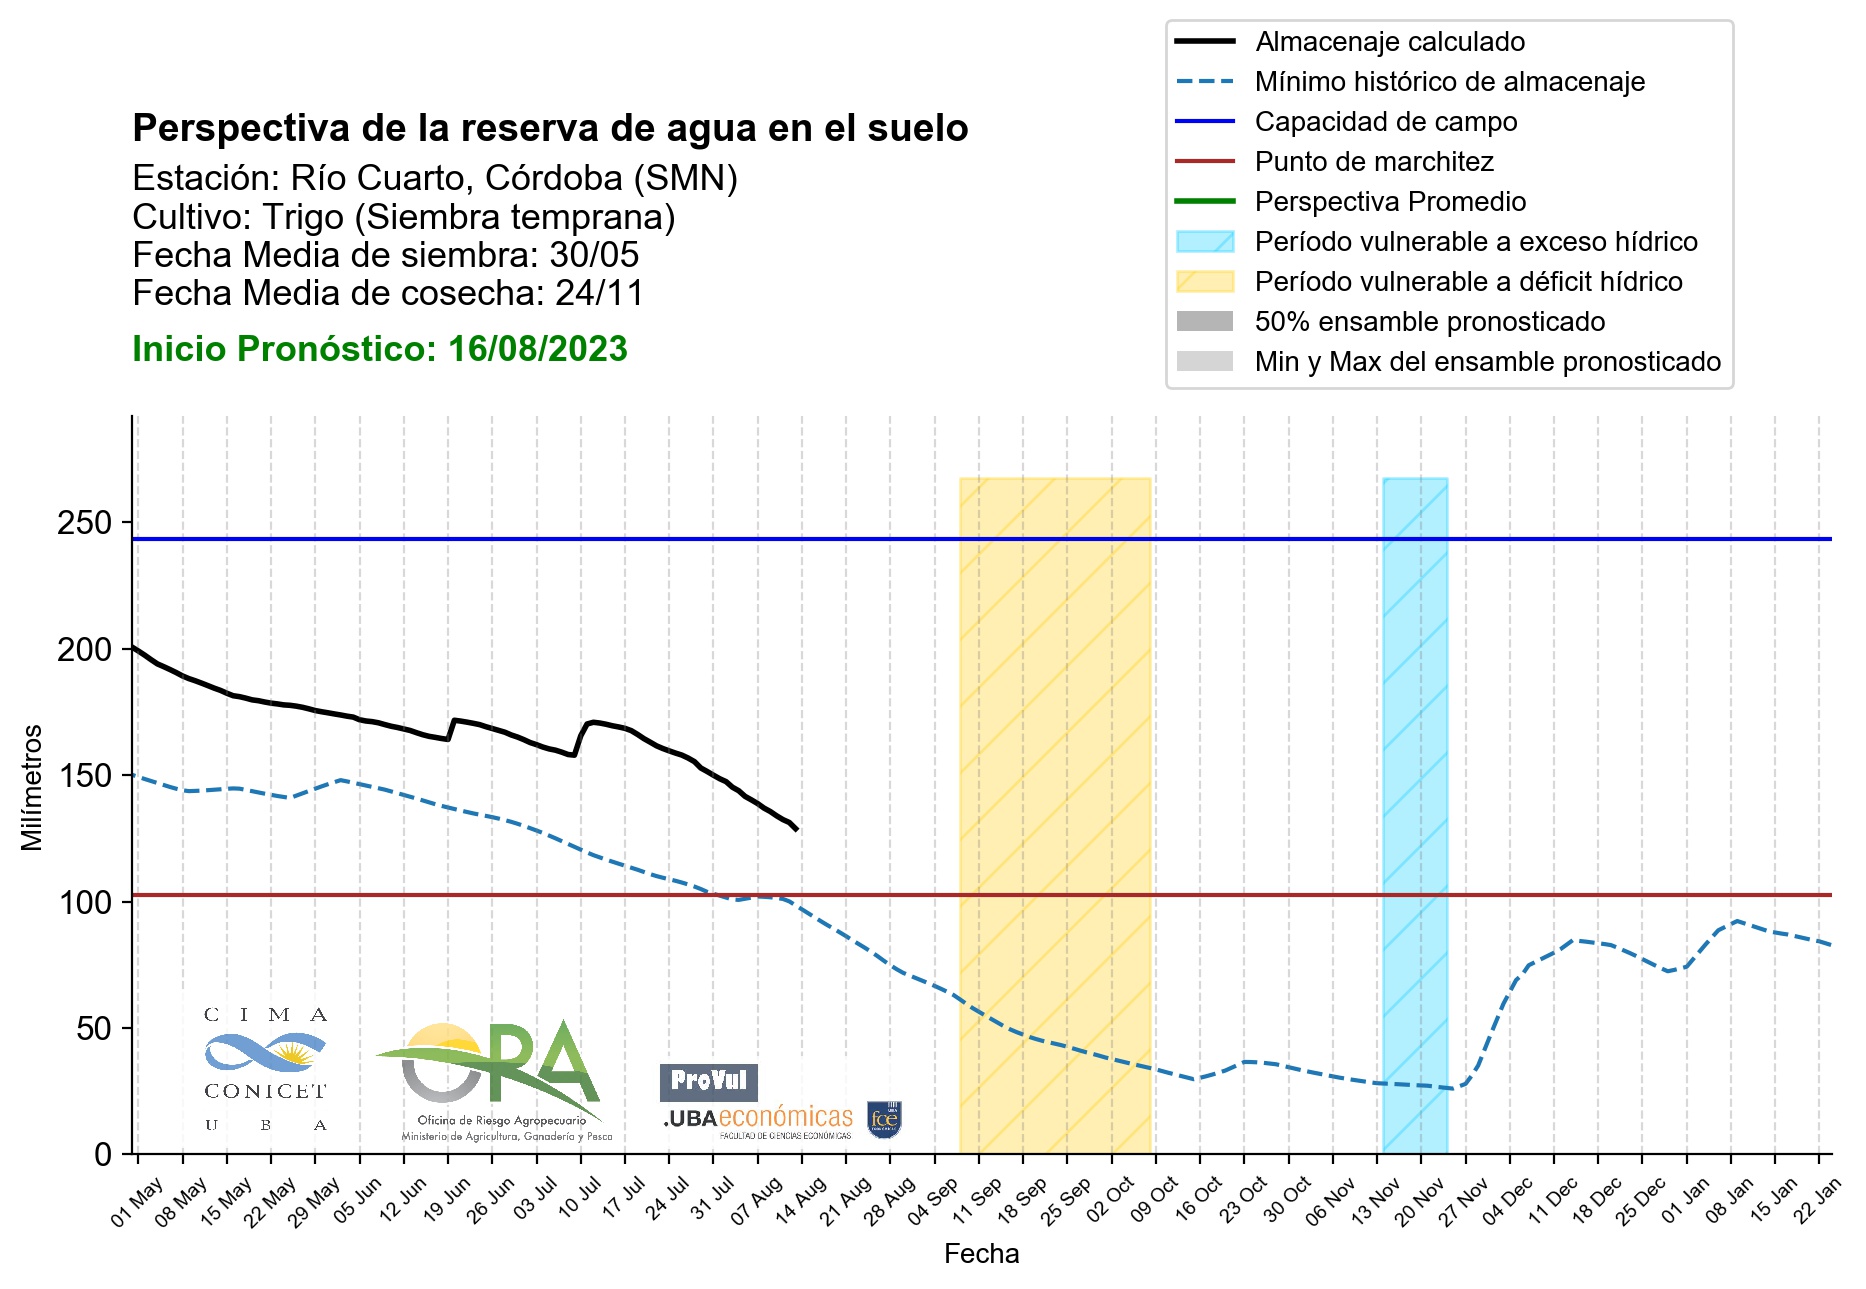 Almacenaje calculado
Mínimo histórico de almacenaje
Capacidad de campo
Punto de marchitez
Perspectiva Promedio
Período vulnerable a exceso hídrico
Período vulnerable a déficit hídrico
50% ensamble pronosticado
Min y Max del ensamble pronosticado
Perspectiva de la reserva de agua en el suelo
Estación: Río Cuarto, Córdoba (SMN)
Cultivo: Trigo (Siembra temprana)
Fecha Media de siembra: 30/05
Fecha Media de cosecha: 24/11
Inicio Pronóstico: 16/08/2023
Milímetros
250
200
150
100
50
0
CIMA
CONICET
UBA
ORA
Oficina de Riesgo Agropecuario
Ministerio de Agricultura, Ganadería y Pesca
ProVul
.UBAeconómicas
FACULTAD DE CIENCIAS ECONÓMICAS
fce
01 May 08 May 15 May 22 May 29 May 05 Jun 12 Jun 19 Jun 26 Jun 03 Jul 10 Jul 17 Jul 24 Jul 31 Jul 07 Aug 14 Aug 21 Aug 28 Aug 04 Sep 11 Sep 18 Sep 25 Sep 02 Oct 09 Oct 16 Oct 23 Oct 30 Oct 06 Nov 13 Nov 20 Nov 27 Nov 04 Dec 11 Dec 18 Dec 25 Dec 01 Jan 08 Jan 15 Jan 22 Jan
Fecha